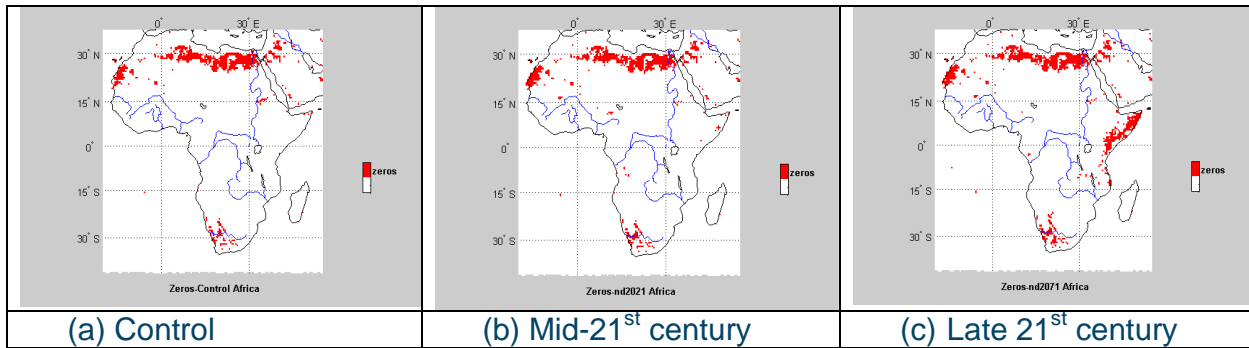 0° 30° E
30°
15° N
0°
15° S
30° S
zeros
Zeros-Control Africa
(a) Control
0° 30° E
30°
15° N
0°
15° S
30° S
zeros
Zeros-nd2021 Africa
(b) Mid-21st century
0° 30° E
30° N
15° N
0°
15° S
30° S
zeros
Zeros-nd2071 Africa
(c) Late 21st century